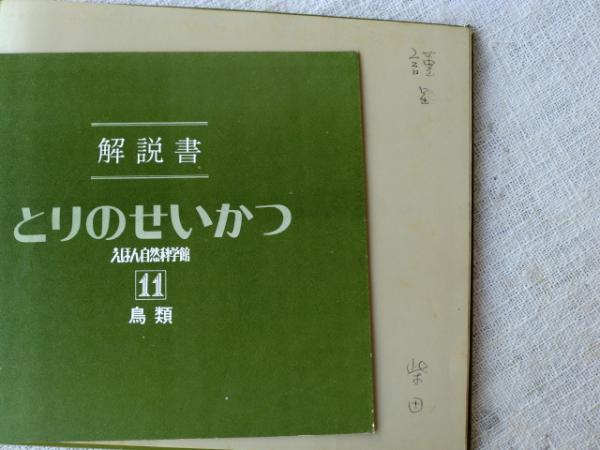 解説書
とりのせいかつ
えほん自然科学館
11
鳥類
謹呈
柴田